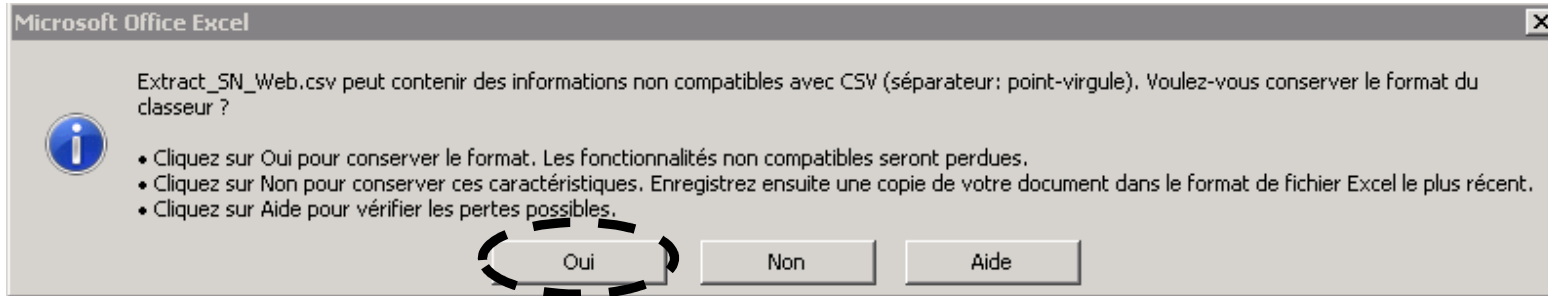 Microsoft Office Excel
Extract_SN_Web.csv peut contenir des informations non compatibles avec CSV (séparateur: point-virgule). Voulez-vous conserver le format du
classeur ?
• Cliquez sur Oui pour conserver le format. Les fonctionnalités non compatibles seront perdues.
• Cliquez sur Non pour conserver ces caractéristiques. Enregistrez ensuite une copie de votre document dans le format de fichier Excel le plus récent.
• Cliquez sur Aide pour vérifier les pertes possibles.
Oui Non Aide